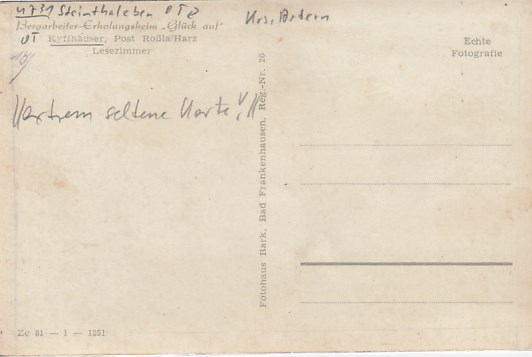 4731 Steinthaleben OT
Krs. Artern
Bergarbeiter-Erholungsheim „Glück auf“
OT Kyffhäuser, Post Roßla/Harz
Lesezimmer
Echte
Fotografie
Extrem seltene Karte !!
Fotohaus Bark, Bad Frankenhausen, Reg.-Nr. 26
Zc 81 — 1 — 1251